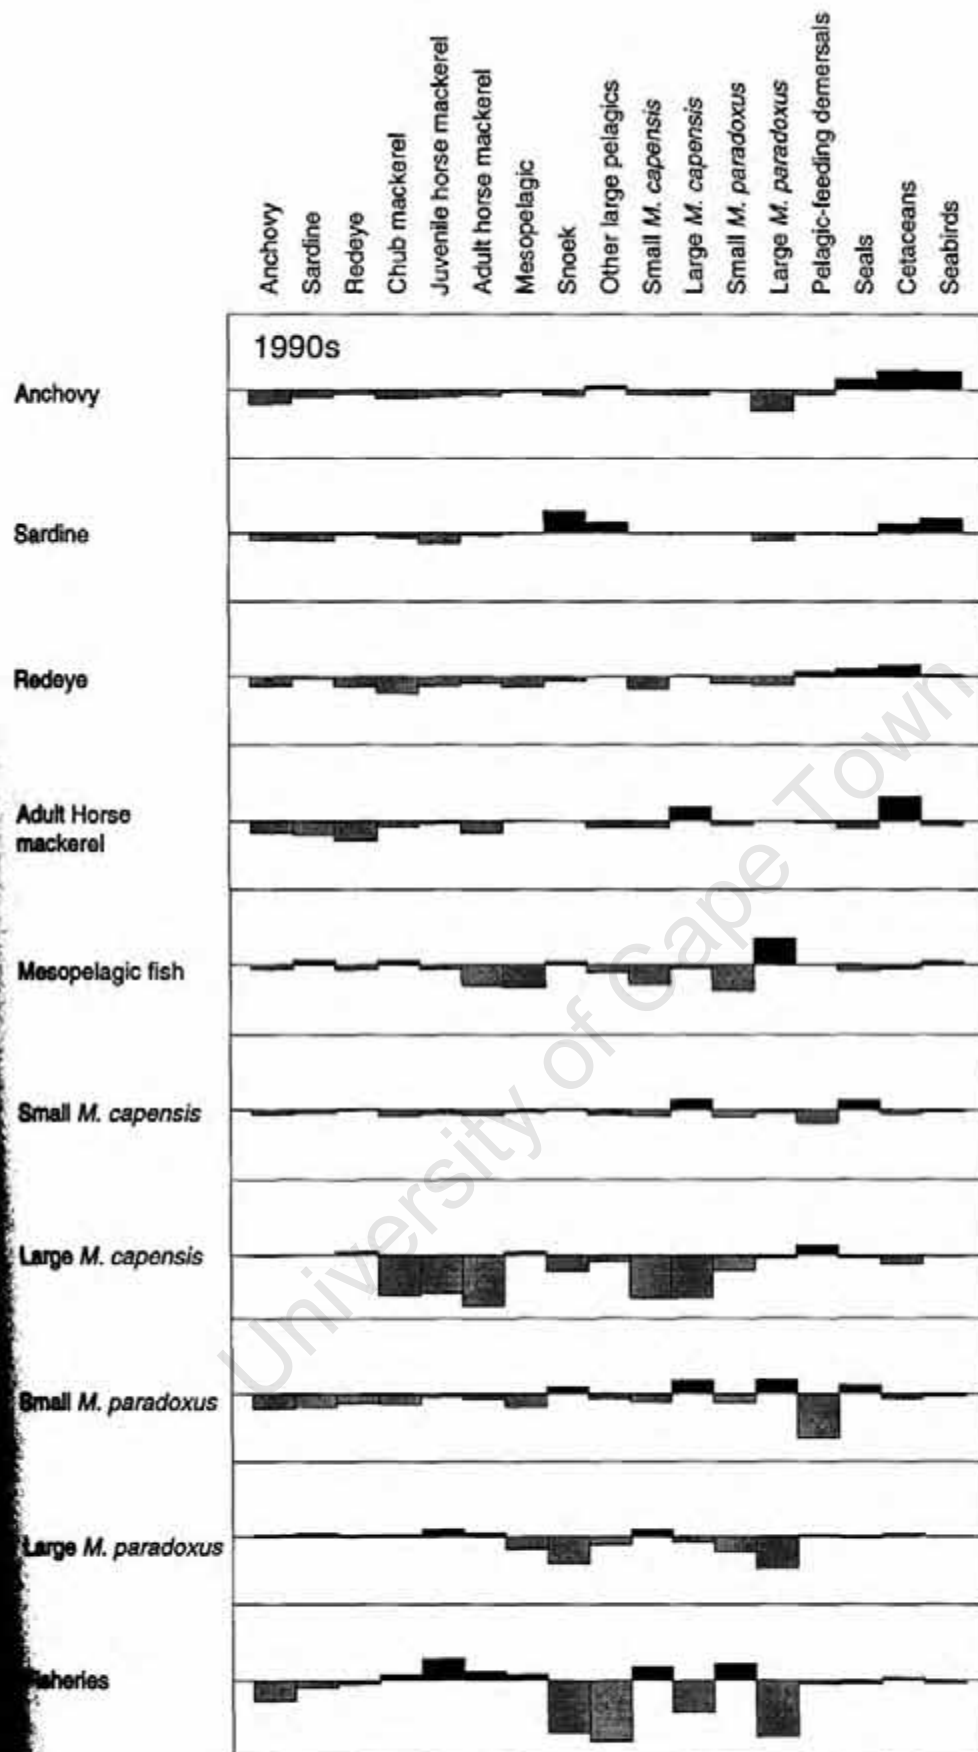 Anchovy
Sardine
Redeye
Chub mackerel
Juvenile horse mackerel
Adult horse mackerel
Mesopelagic
Snoek
Other large pelagics
Small M. capensis
Large M. capensis
Small M. paradoxus
Large M. paradoxus
Pelagic-feeding demersals
Seals
Cetaceans
Seabirds
1990s
Anchovy
Sardine
Redeye
Adult Horse
mackerel
Mesopelagic fish
Small M. capensis
Large M. capensis
Small M. paradoxus
Large M. paradoxus
Fisheries
University of Cape Town